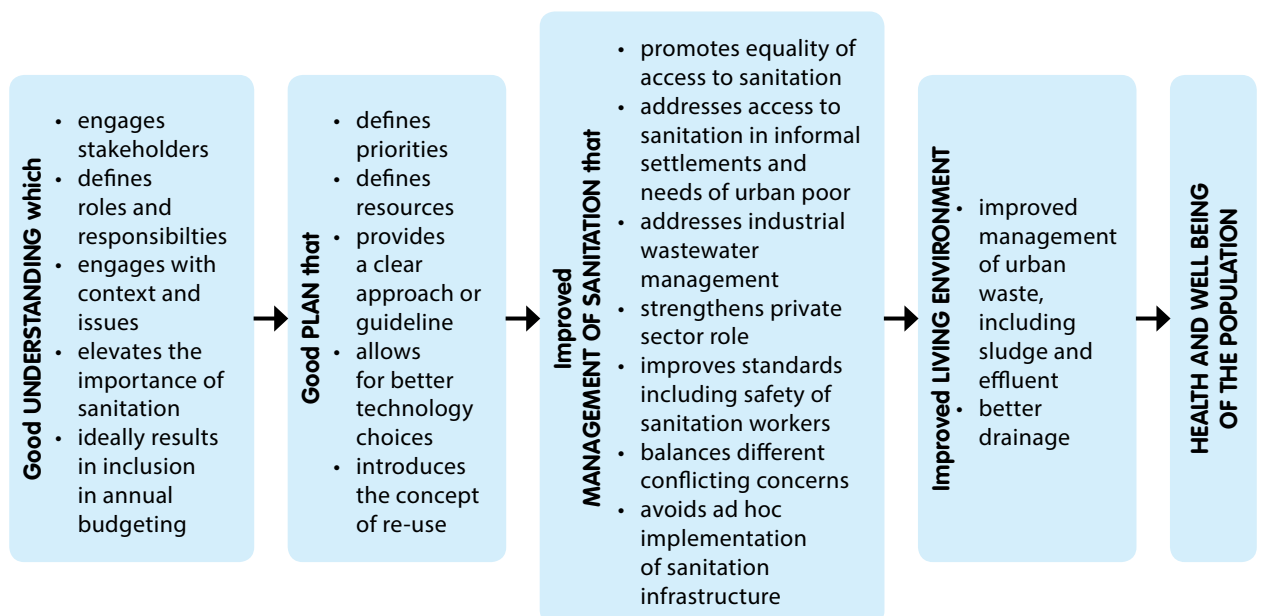 Good UNDERSTANDING which
• engages
stakeholders
• defines
roles and
responsibilties
• engages with
context and
issues
• elevates the
importance of
sanitation
• ideally results
in inclusion
in annual
budgeting
Good PLAN that
• defines
priorities
• defines
resources
• provides
a clear
approach or
guideline
• allows
for better
technology
choices
• introduces
the concept
of re-use
Improved
MANAGEMENT OF SANITATION that
• promotes equality of
access to sanitation
• addresses access to
sanitation in informal
settlements and
needs of urban poor
• addresses industrial
wastewater
management
• strengthens private
sector role
• improves standards
including safety of
sanitation workers
• balances different
conflicting concerns
• avoids ad hoc
implementation
of sanitation
infrastructure
Improved LIVING ENVIRONMENT
• improved
management
of urban
waste,
including
sludge and
effluent
• better
drainage
HEALTH AND WELL BEING
OF THE POPULATION